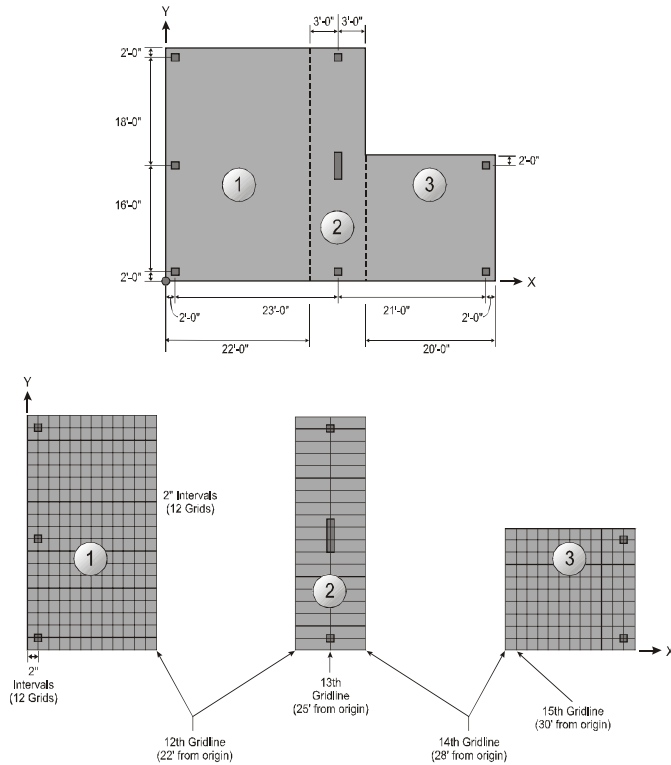 Y
3'-0" 3'-0"
2'-0"
18'-0"
2'-0"
1
3
16'-0"
2
2'-0"
X
23'-0" 21'-0"
2'-0" 2'-0"
22'-0" 20'-0"
Y
2" Intervals
(12 Grids)
1
3
2
X
2"
Intervals
(12 Grids)
13th
Gridline
(25' from origin)
15th Gridline
(30' from origin)
12th Gridline
(22' from origin)
14th Gridline
(28' from origin)